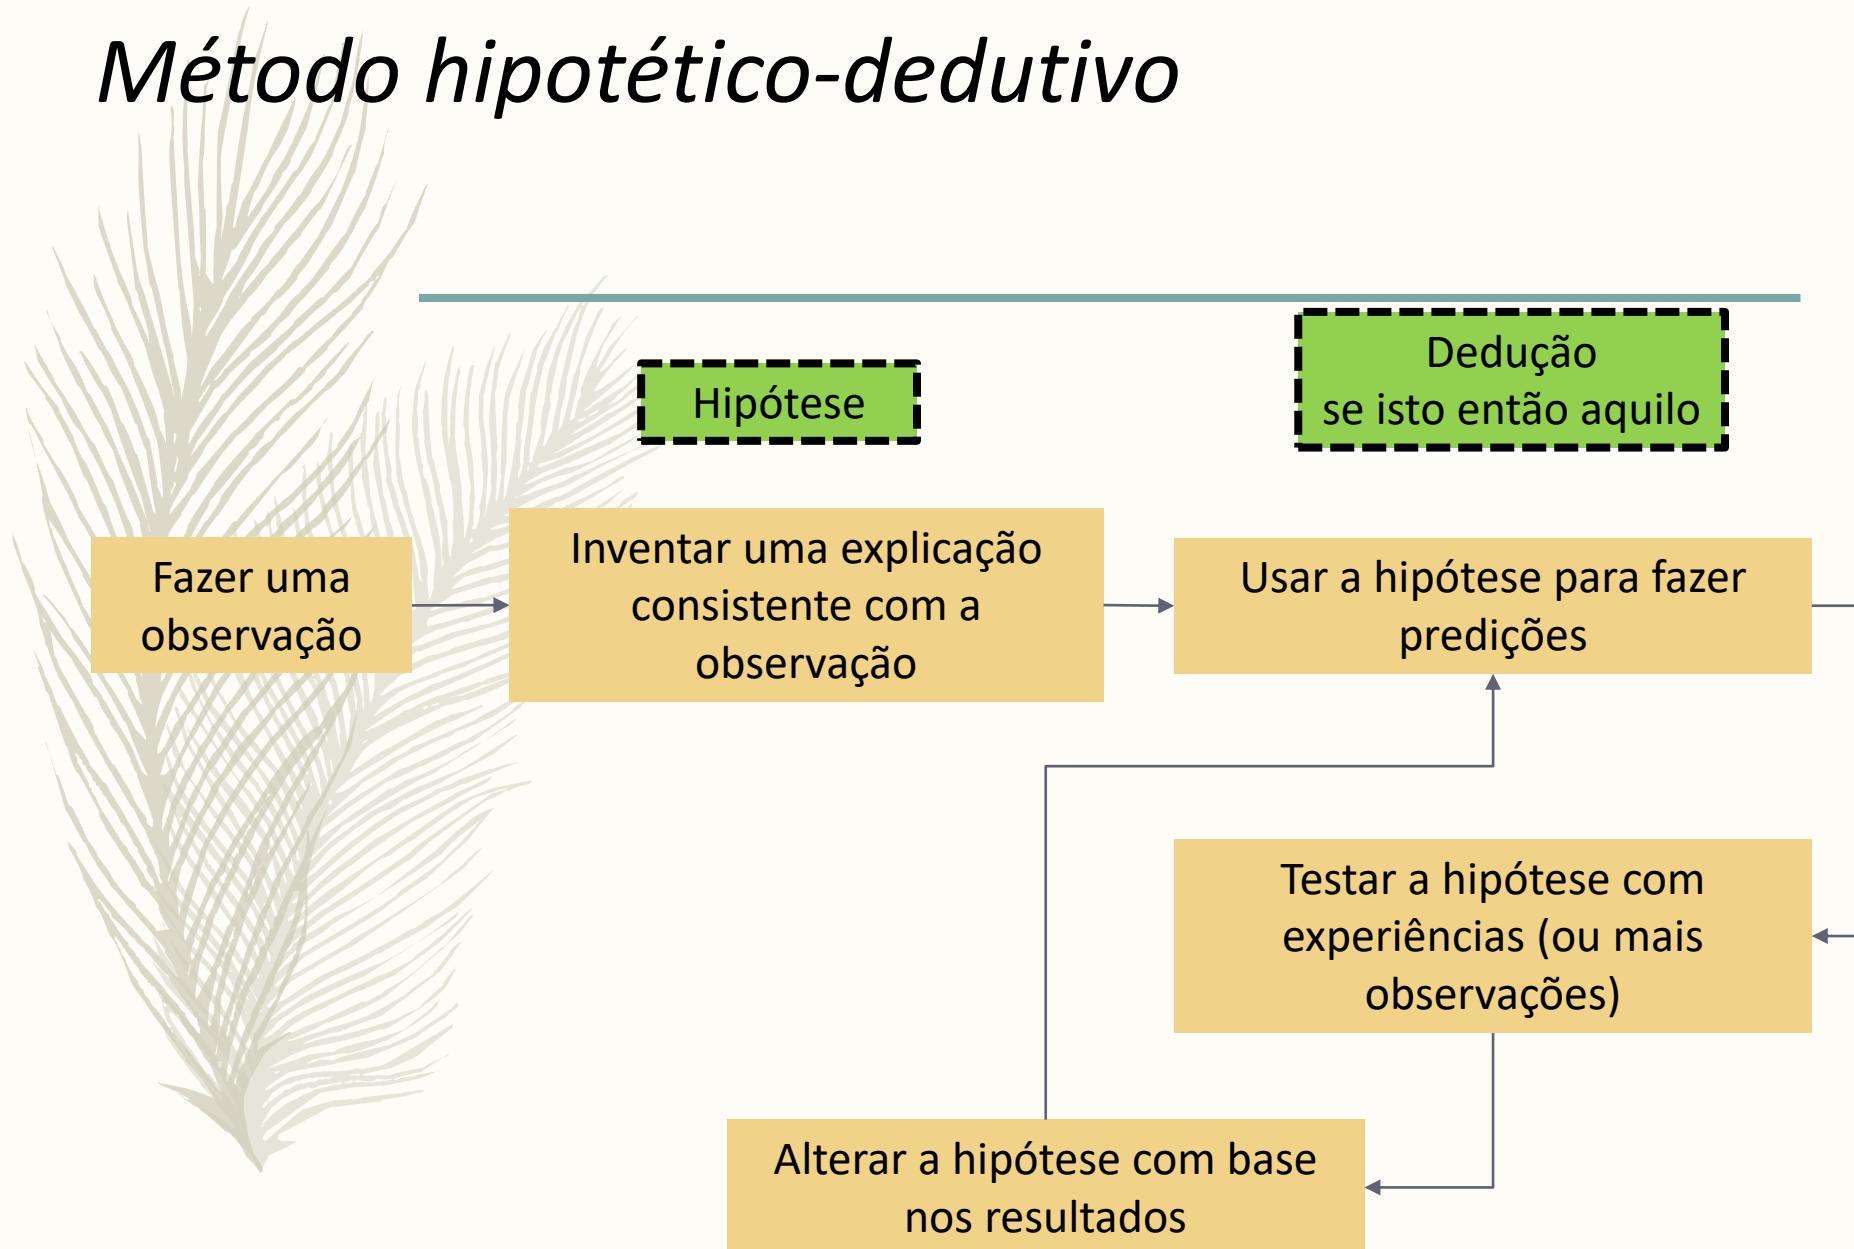 Método hipotético-dedutivo
Hipótese
Dedução
se isto então aquilo
Fazer uma
observação
Inventar uma explicação
consistente com a
observação
Usar a hipótese para fazer
predições
Testar a hipótese com
experiências (ou mais
observações)
Alterar a hipótese com base
nos resultados